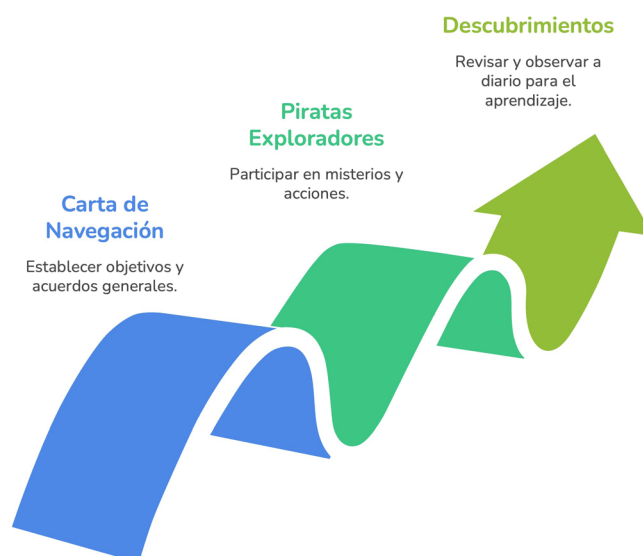 Descubrimientos
Revisar y observar a
diario para el
aprendizaje.
Piratas
Exploradores
Participar en misterios y
acciones.
Carta de
Navegación
Establecer objetivos y
acuerdos generales.